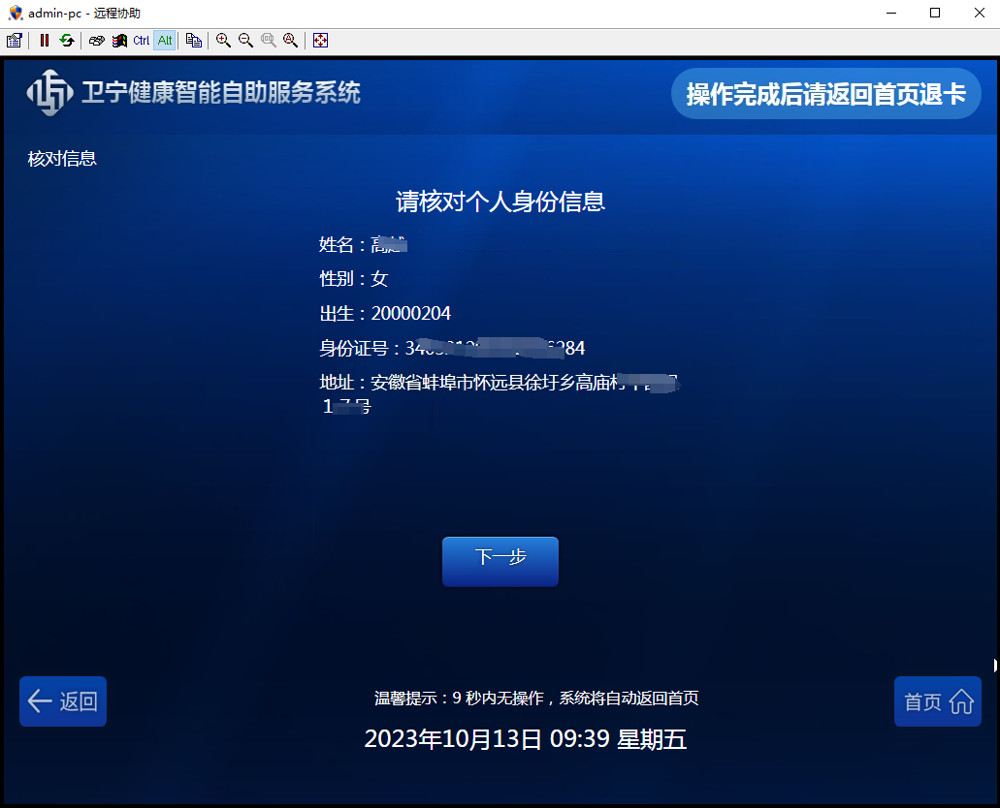 admin-pc - 远程协助
Ctrl Alt
卫宁健康智能自助服务系统
操作完成后请返回首页退卡
核对信息
请核对个人身份信息
姓名：高
性别：女
出生：20000204
身份证号：34 284
地址：安徽省蚌埠市怀远县徐圩乡高庙村
1 号
下一步
返回
温馨提示：9 秒内无操作，系统将自动返回首页
首页
2023年10月13日 09:39 星期五